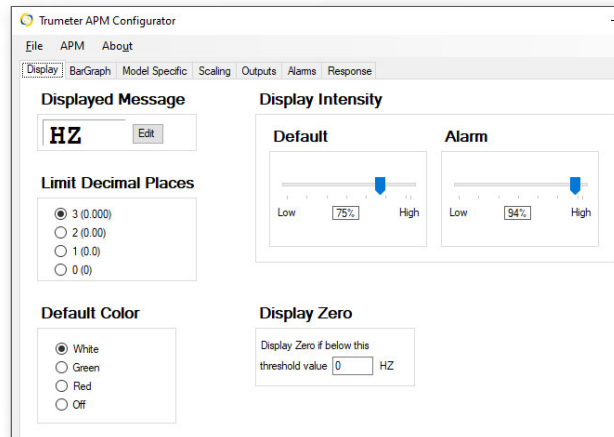 Trumeter APM Configurator
File APM About
Display BarGraph Model Specific Scaling Outputs Alarms Response
Displayed Message
HZ Edit
Limit Decimal Places
3 (0.000)
2 (0.00)
1 (0.0)
0 (0)
Default Color
White
Green
Red
Off
Display Intensity
Default
Low 75% High
Alarm
Low 94% High
Display Zero
Display Zero if below this
threshold value 0 HZ